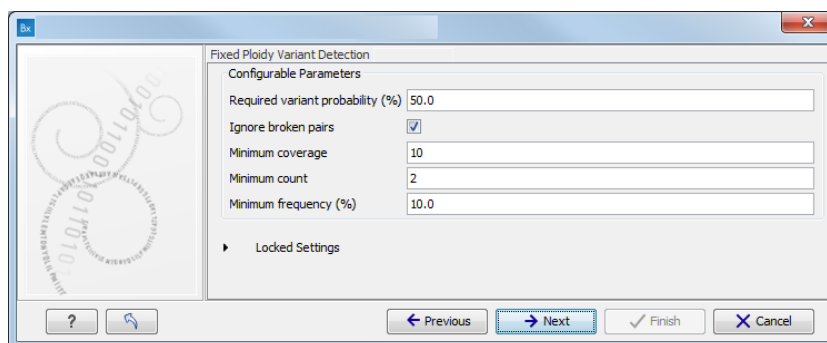 Bx
Fixed Ploidy Variant Detection
Configurable Parameters
Required variant probability (%) 50.0
Ignore broken pairs
Minimum coverage 10
Minimum count 2
Minimum frequency (%) 10.0
Locked Settings
? Previous Next Finish Cancel